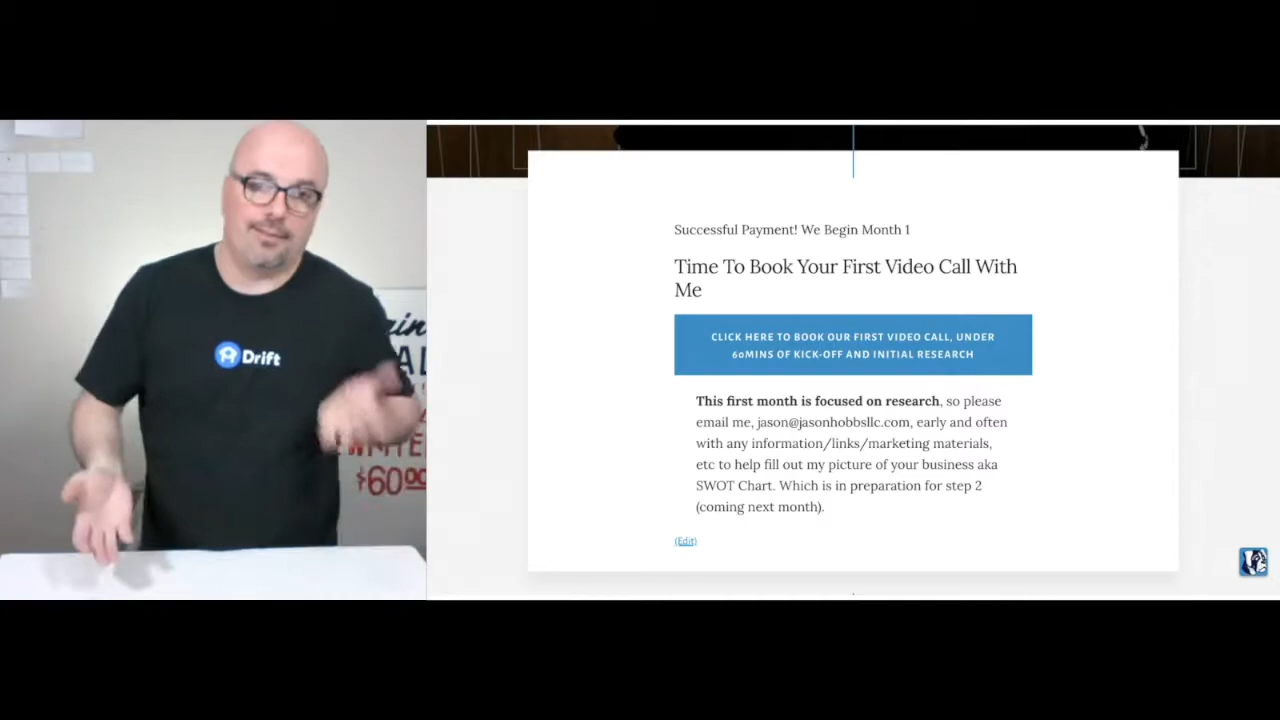 Drift
ain
AL
$60.00
Successful Payment! We Begin Month 1
Time To Book Your First Video Call With
Me
CLICK HERE TO BOOK OUR FIRST VIDEO CALL, UNDER
60MINS OF KICK-OFF AND INITIAL RESEARCH
This first month is focused on research, so please
email me, jason@jasonhobbsllc.com, early and often
with any information/links/marketing materials,
etc to help fill out my picture of your business aka
SWOT Chart. Which is in preparation for step 2
(coming next month).
(Edit)